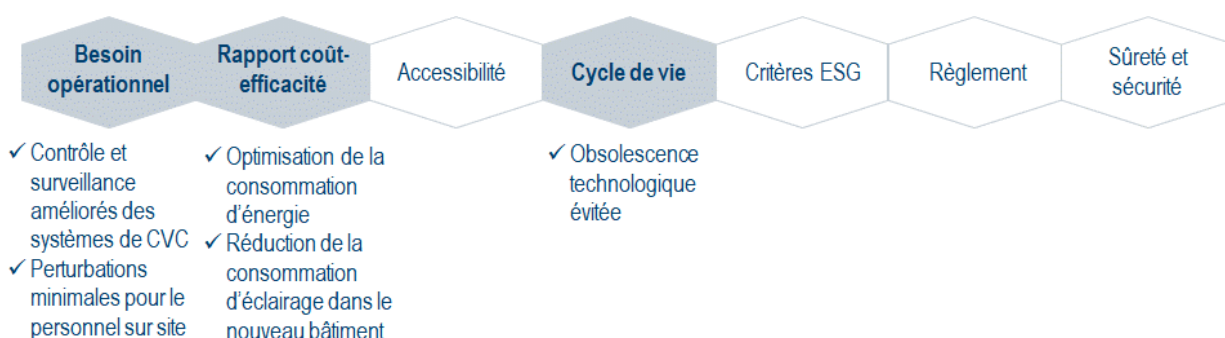 Besoin
opérationnel
Rapport coût-
efficacité
Accessibilité
Cycle de vie
Critères ESG
Règlement
Sûreté et
sécurité
✓ Contrôle et
surveillance
améliorés des
systèmes de CVC
✓ Perturbations
minimales pour le
personnel sur site
✓ Optimisation de la
consommation
d'énergie
✓ Réduction de la
consommation
d'éclairage dans le
nouveau bâtiment
✓ Obsolescence
technologique
évitée